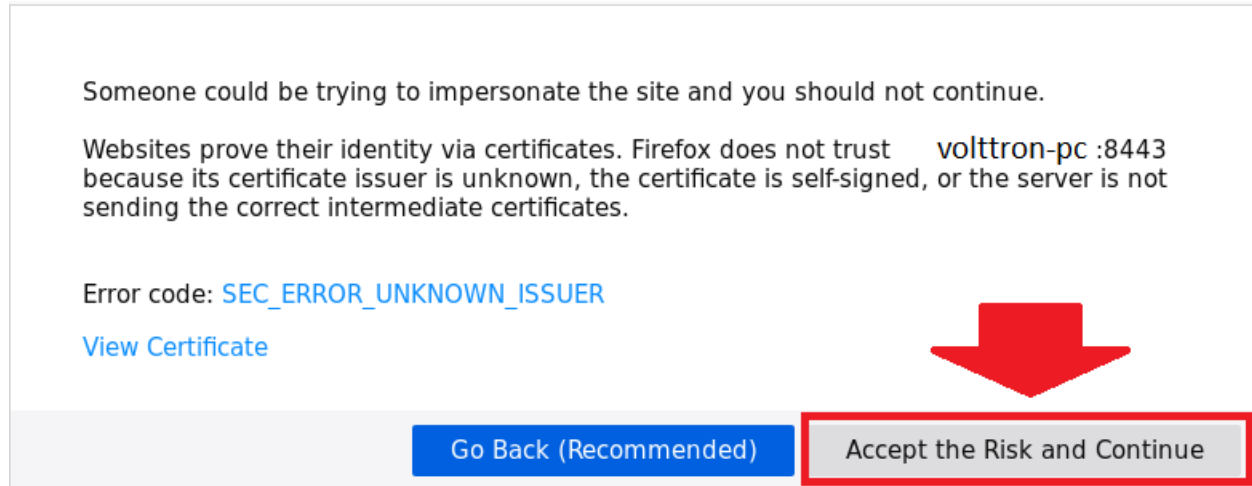 Someone could be trying to impersonate the site and you should not continue.
Websites prove their identity via certificates. Firefox does not trust volttron-pc :8443
because its certificate issuer is unknown, the certificate is self-signed, or the server is not
sending the correct intermediate certificates.
Error code: SEC_ERROR_UNKNOWN_ISSUER
View Certificate
Go Back (Recommended)
Accept the Risk and Continue